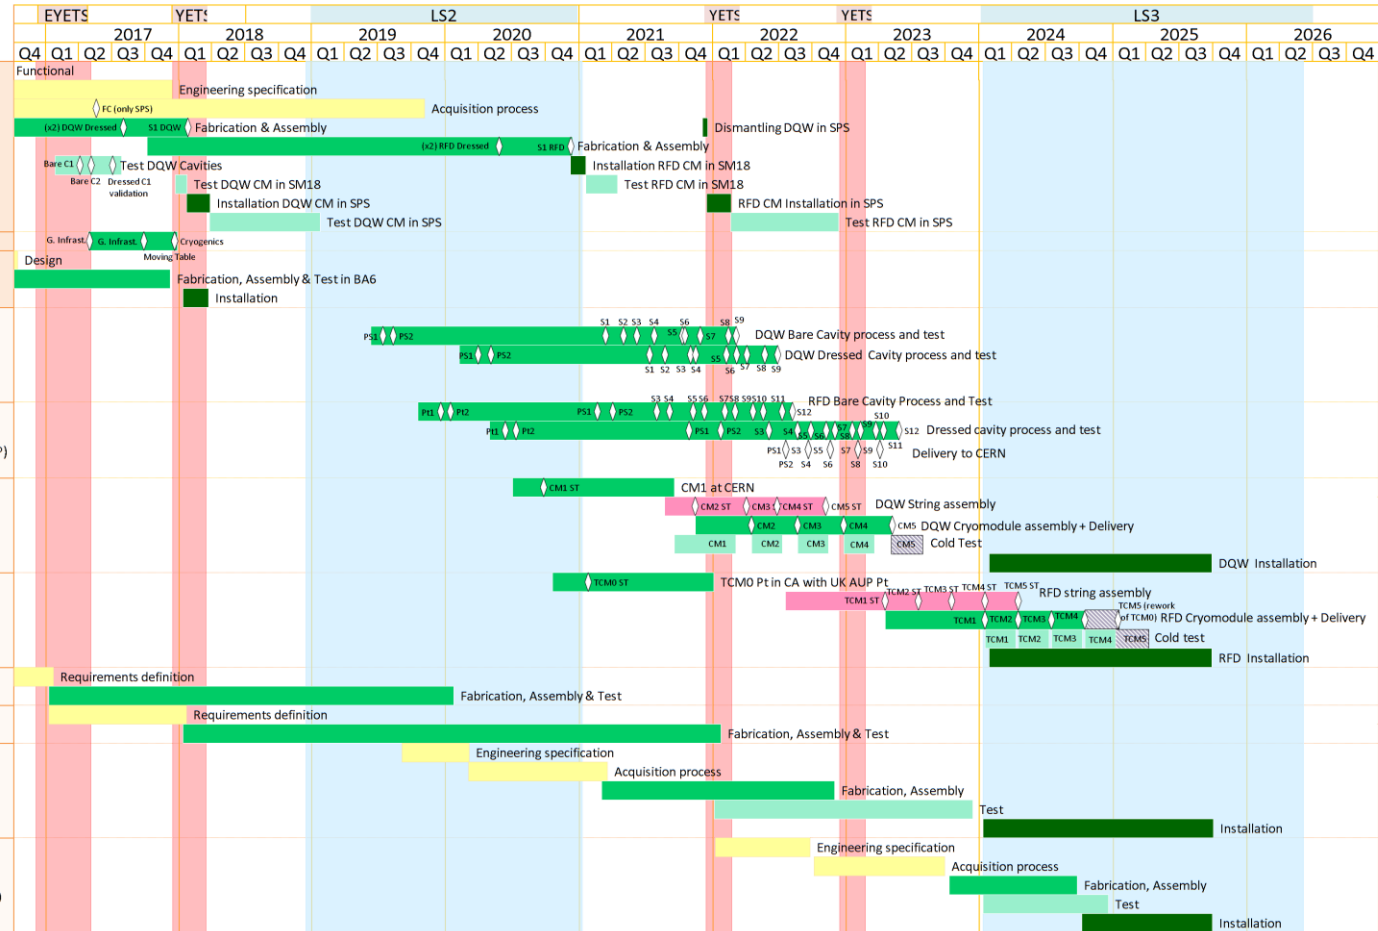 EYETS YETS LS2 YETS YETS LS3
2017 2018 2019 2020 2021 2022 2023 2024 2025 2026
Q4 Q1 Q2 Q3 Q4 Q1 Q2 Q3 Q4 Q1 Q2 Q3 Q4 Q1 Q2 Q3 Q4 Q1 Q2 Q3 Q4 Q1 Q2 Q3 Q4 Q1 Q2 Q3 Q4 Q1 Q2 Q3 Q4 Q1 Q2 Q3 Q4 Q1 Q2 Q3 Q4
Functional
Engineering specification
FC (only SPS) Acquisition process
(x2) DQW Dressed S1 DQW Fabrication & Assembly Dismantling DQW in SPS
(x2) RFD Dressed S1 RFD Fabrication & Assembly
Bare C1 Test DQW Cavities Installation RFD CM in SM18
Bare C2 Dressed C1 validation Test DQW CM in SM18 Test RFD CM in SM18
Installation DQW CM in SPS RFD CM Installation in SPS
Test DQW CM in SPS Test RFD CM in SPS
G. Infrast. G. Infrast. Cryogenics
Moving Table
Design
Fabrication, Assembly & Test in BA6
Installation
S1 S2 S3 S4 S6 S8 S9
PS1 PS2 S5 S7 DQW Bare Cavity process and test
PS1 PS2 S5 DQW Dressed Cavity process and test
S1 S2 S3 S4 S6 S7 S8 S9
S3 S4 S5 S6 S7 S8 S9 S10 S11 RFD Bare Cavity Process and Test
Pt1 Pt2 PS1 PS2 S12
S10
Pt1 Pt2 PS1 PS2 S3 S4 S5 S6 S7 S8 S9 S12 Dressed cavity process and test
S11
PS1 S3 S5 S7 S9 Delivery to CERN
PS2 S4 S6 S8 S10
CM1 ST CM1 at CERN
CM2 ST CM3 CM4 ST CM5 ST DQW String assembly
CM2 CM3 CM4 CM5 DQW Cryomodule assembly + Delivery
CM1 CM2 CM3 CM4 CM5 Cold Test
DQW Installation
TCM0 ST TCM0 Pt in CA with UK AUP Pt
TCM1 ST TCM2 ST TCM3 ST TCM4 ST TCM5 ST RFD string assembly
TCM1 TCM2 TCM3 TCM4 TCM5 (rework of TCM0) RFD Cryomodule assembly + Delivery
TCM1 TCM2 TCM3 TCM4 TCM5 Cold test
RFD Installation
Requirements definition
Fabrication, Assembly & Test
Requirements definition
Fabrication, Assembly & Test
Engineering specification
Acquisition process
Fabrication, Assembly
Test
Installation
Engineering specification
Acquisition process
Fabrication, Assembly
Test
Installation